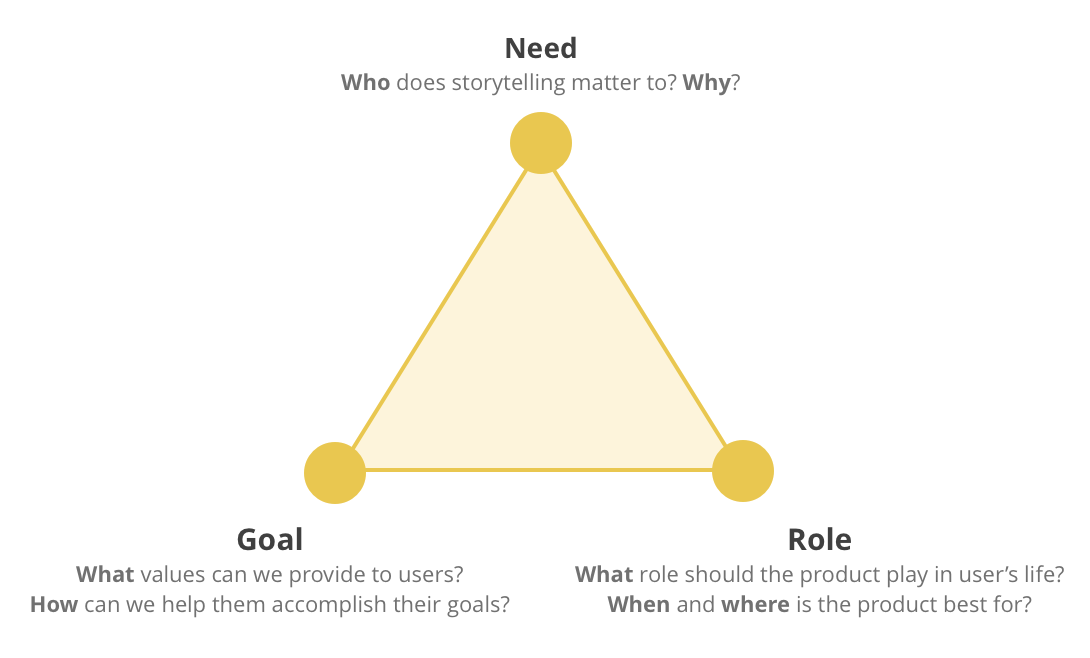 Need
Who does storytelling matter to? Why?
Goal
What values can we provide to users?
How can we help them accomplish their goals?
Role
What role should the product play in user’s life?
When and where is the product best for?